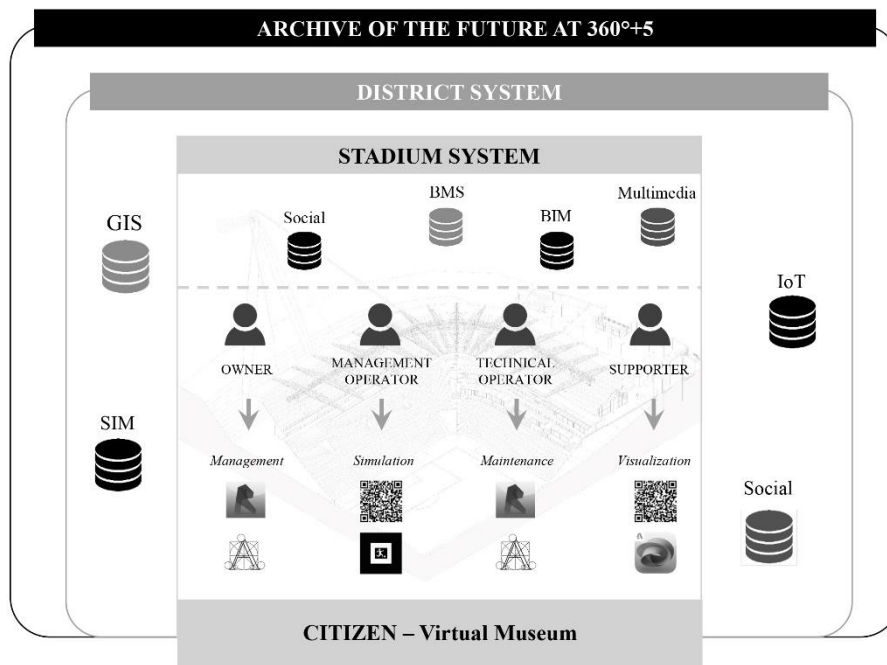 ARCHIVE OF THE FUTURE AT 360°+5
DISTRICT SYSTEM
STADIUM SYSTEM
GIS
Social
BMS
BIM
Multimedia
IoT
OWNER
MANAGEMENT
OPERATOR
TECHNICAL
OPERATOR
SUPPORTER
SIM
Management
Simulation
Maintenance
Visualization
Social
CITIZEN – Virtual Museum